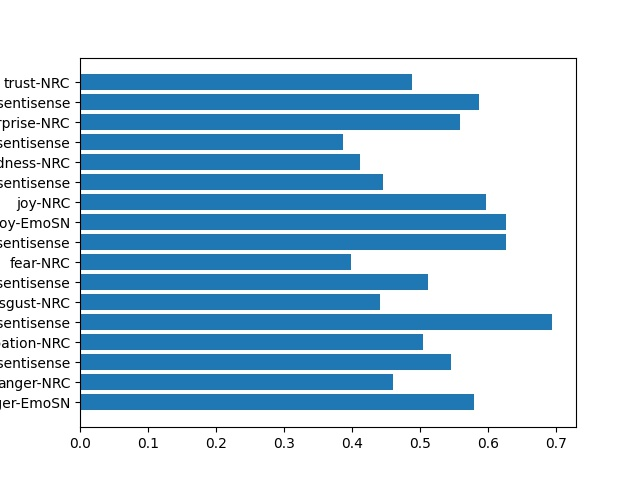 trust-NRC
sentisense
rprise-NRC
sentisense
dness-NRC
sentisense
joy-NRC
oy-EmoSN
sentisense
fear-NRC
sentisense
sgust-NRC
sentisense
ation-NRC
sentisense
anger-NRC
ger-EmoSN
0.0 0.1 0.2 0.3 0.4 0.5 0.6 0.7